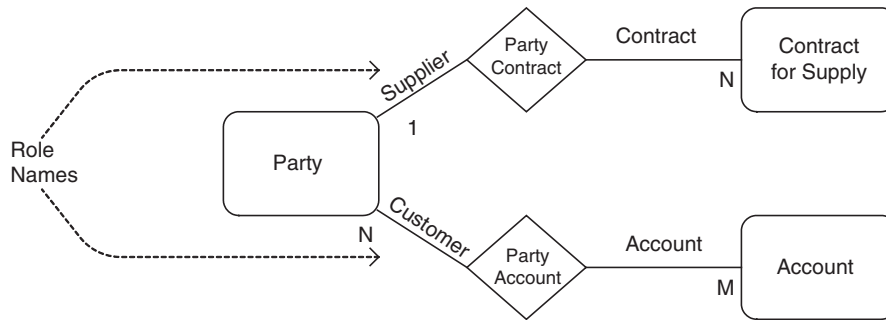 Party
Contract
Contract
Contract
for Supply
Supplier
N
1
Role
Names
Party
Customer
N
Party
Account
Account
Account
M